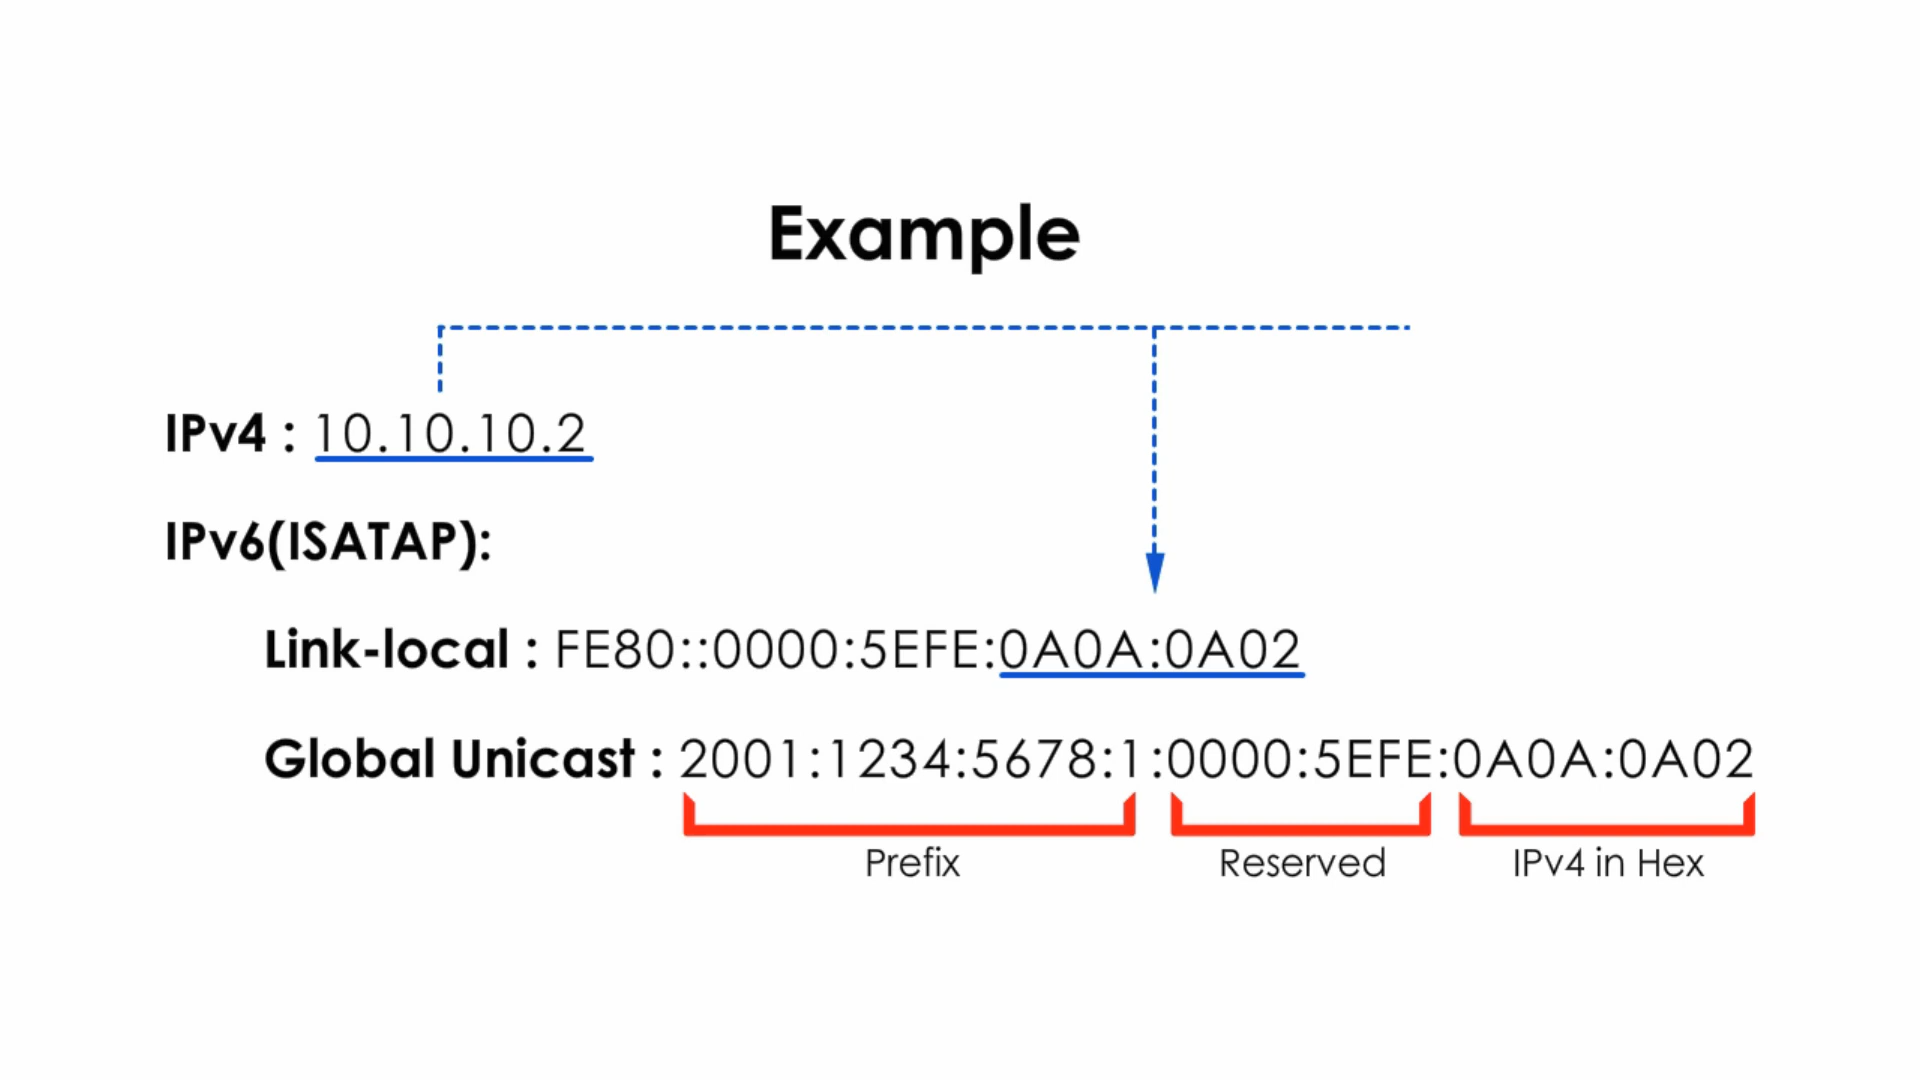 Example
IPv4 : 10.10.10.2
IPv6(ISATAP):
Link-local : FE80::0000:5EFE:0A0A:0A02
Global Unicast : 2001:1234:5678:1:0000:5EFE:0A0A:0A02
Prefix Reserved IPv4 in Hex